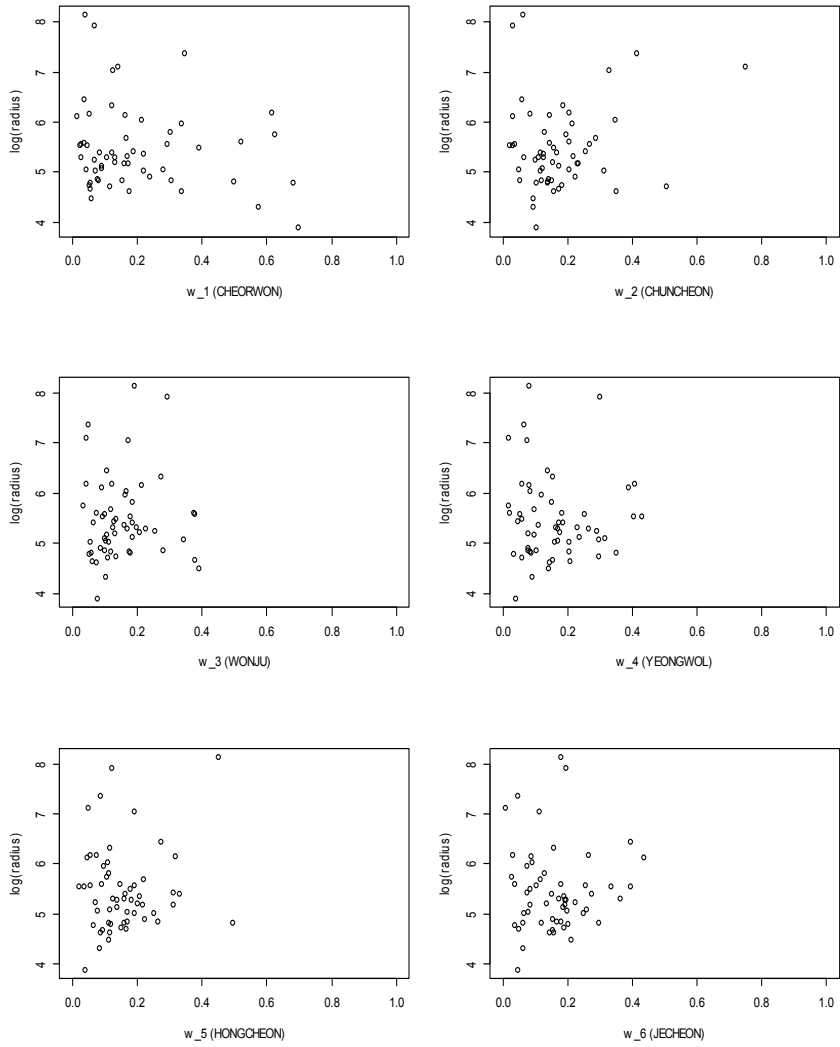 log(radius)
4 5 6 7 8
0.0 0.2 0.4 0.6 0.8 1.0
w_1 (CHEORWON)
log(radius)
4 5 6 7 8
0.0 0.2 0.4 0.6 0.8 1.0
w_2 (CHUNCHEON)
log(radius)
4 5 6 7 8
0.0 0.2 0.4 0.6 0.8 1.0
w_3 (WONJU)
log(radius)
4 5 6 7 8
0.0 0.2 0.4 0.6 0.8 1.0
w_4 (YEONGWOL)
log(radius)
4 5 6 7 8
0.0 0.2 0.4 0.6 0.8 1.0
w_5 (HONGCHEON)
log(radius)
4 5 6 7 8
0.0 0.2 0.4 0.6 0.8 1.0
w_6 (JECHEON)